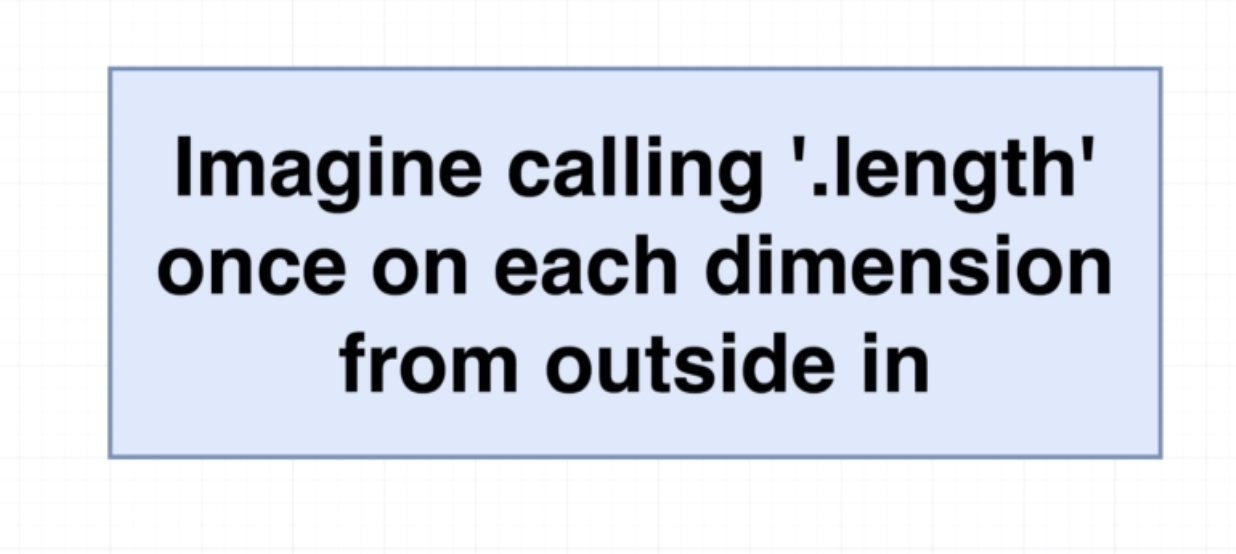 Imagine calling '.length'
once on each dimension
from outside in